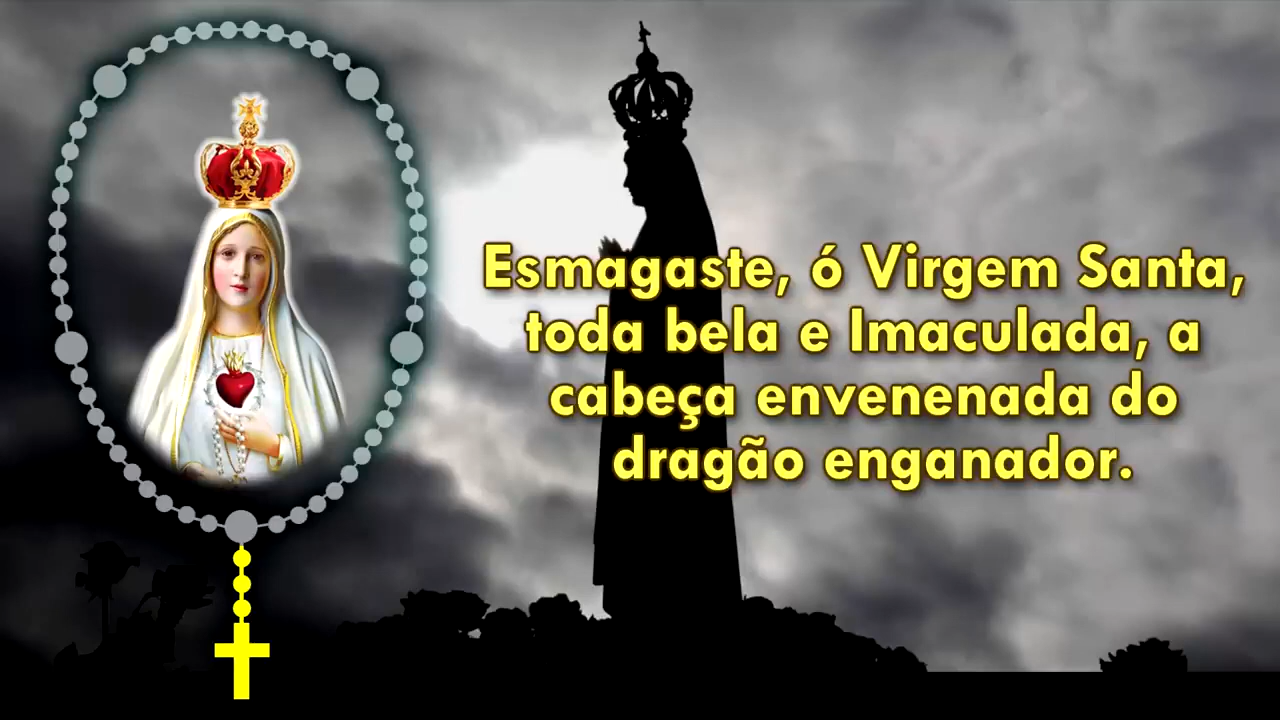 Esmagaste, ó Virgem Santa,
toda bela e Imaculada, a
cabeça envenenada do
dragão enganador.